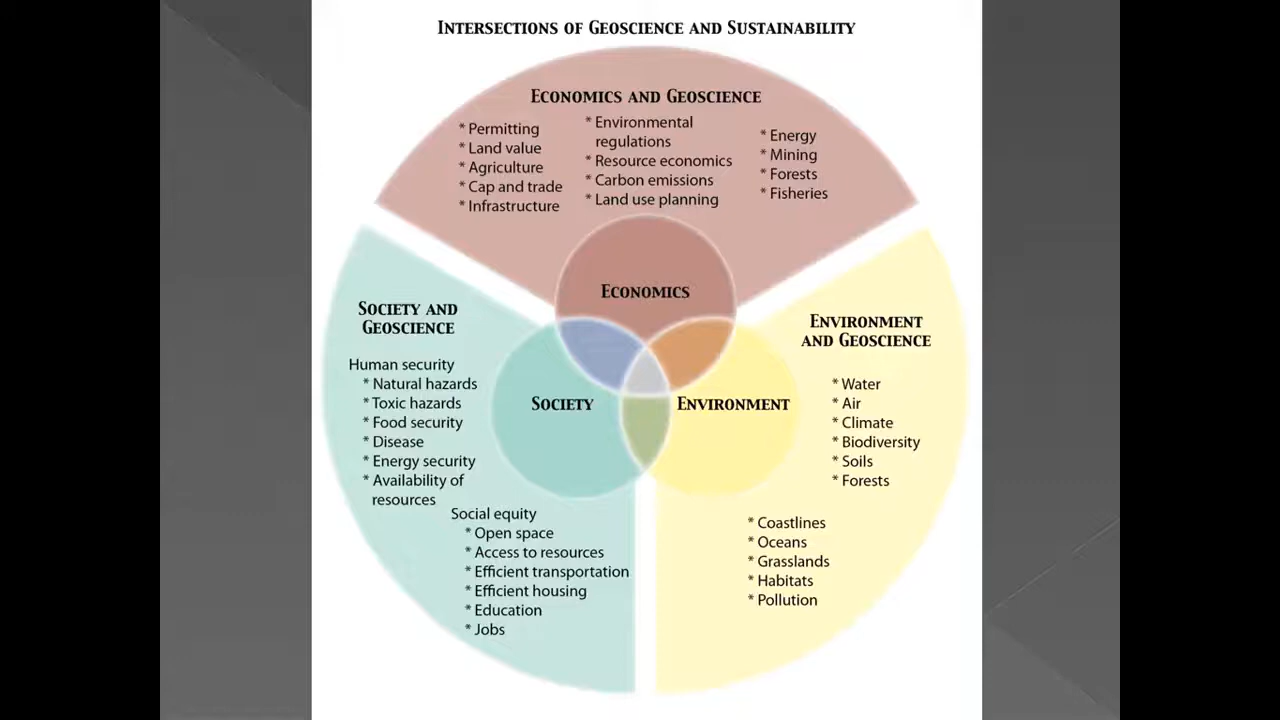 INTERSECTIONS OF GEOSCIENCE AND SUSTAINABILITY
ECONOMICS AND GEOSCIENCE
* Permitting
* Land value
* Agriculture
* Cap and trade
* Infrastructure
* Environmental
regulations
* Resource economics
* Carbon emissions
* Land use planning
* Energy
* Mining
* Forests
* Fisheries
ECONOMICS
SOCIETY AND
GEOSCIENCE
Human security
* Natural hazards
* Toxic hazards
* Food security
* Disease
* Energy security
* Availability of
resources
Social equity
* Open space
* Access to resources
* Efficient transportation
* Efficient housing
* Education
* Jobs
SOCIETY
ENVIRONMENT
ENVIRONMENT
AND GEOSCIENCE
* Water
* Air
* Climate
* Biodiversity
* Soils
* Forests
* Coastlines
* Oceans
* Grasslands
* Habitats
* Pollution